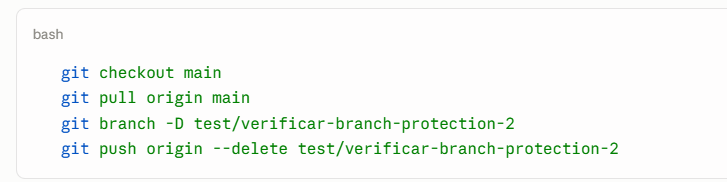 bash
git checkout main
git pull origin main
git branch -D test/verificar-branch-protection-2
git push origin --delete test/verificar-branch-protection-2